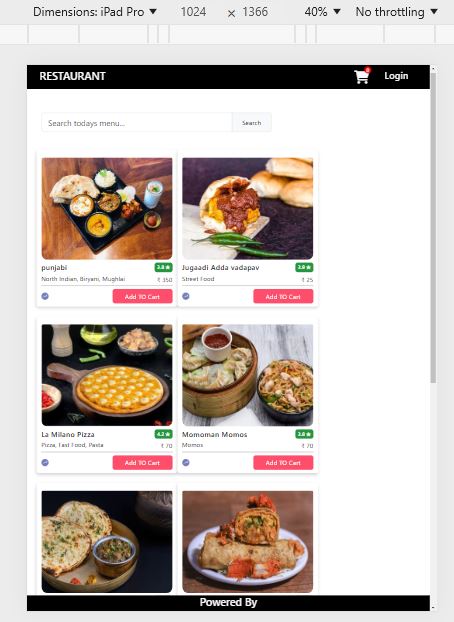 Dimensions: iPad Pro ▼ 1024 × 1366 40% ▼ No throttling ▼
RESTAURANT 0 Login
Search todays menu... Search
punjabi 3.8 ★ Jugaadi Adda vadapav 3.9 ★
North Indian, Biryani, Mughlai ₹ 350 Street Food ₹ 25
Add TO Cart Add TO Cart
La Milano Pizza 4.2 ★ Momoman Momos 3.8 ★
Pizza, Fast Food, Pasta ₹ 70 Momos ₹ 70
Add TO Cart Add TO Cart
Powered By